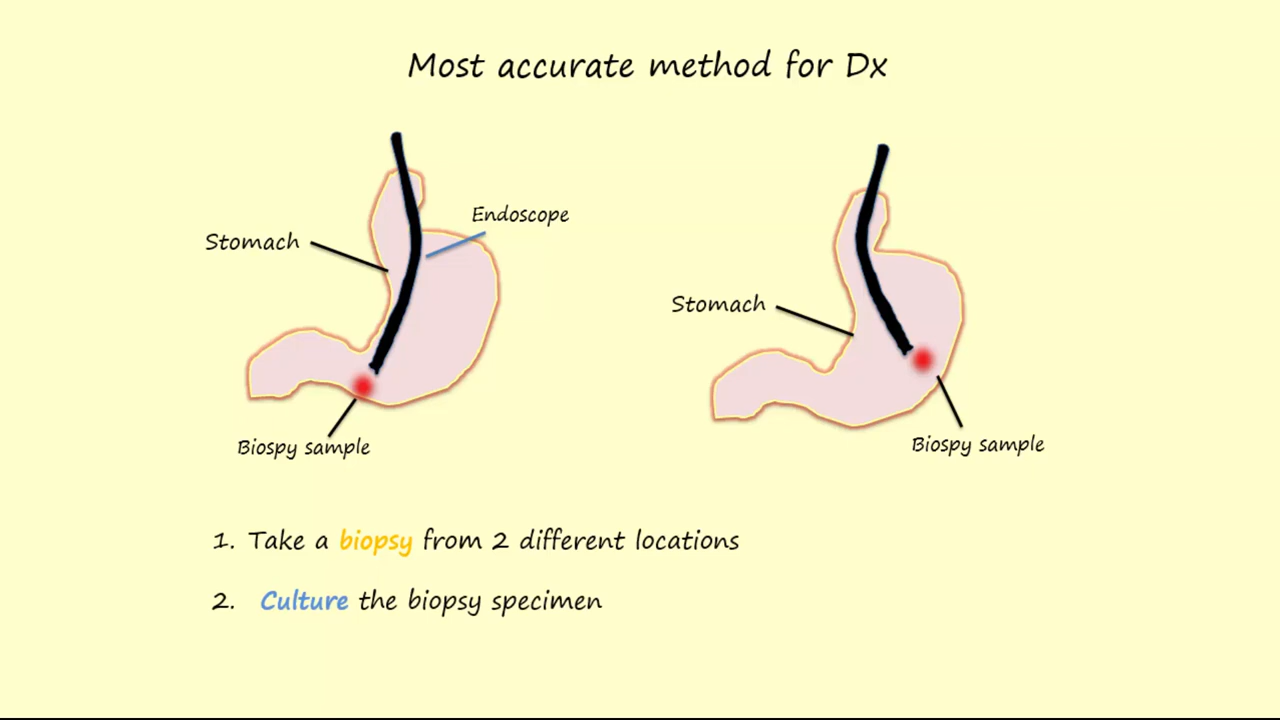 Most accurate method for Dx
Endoscope
Stomach
Biospy sample
Stomach
Biospy sample
1. Take a biopsy from 2 different locations
2. Culture the biopsy specimen